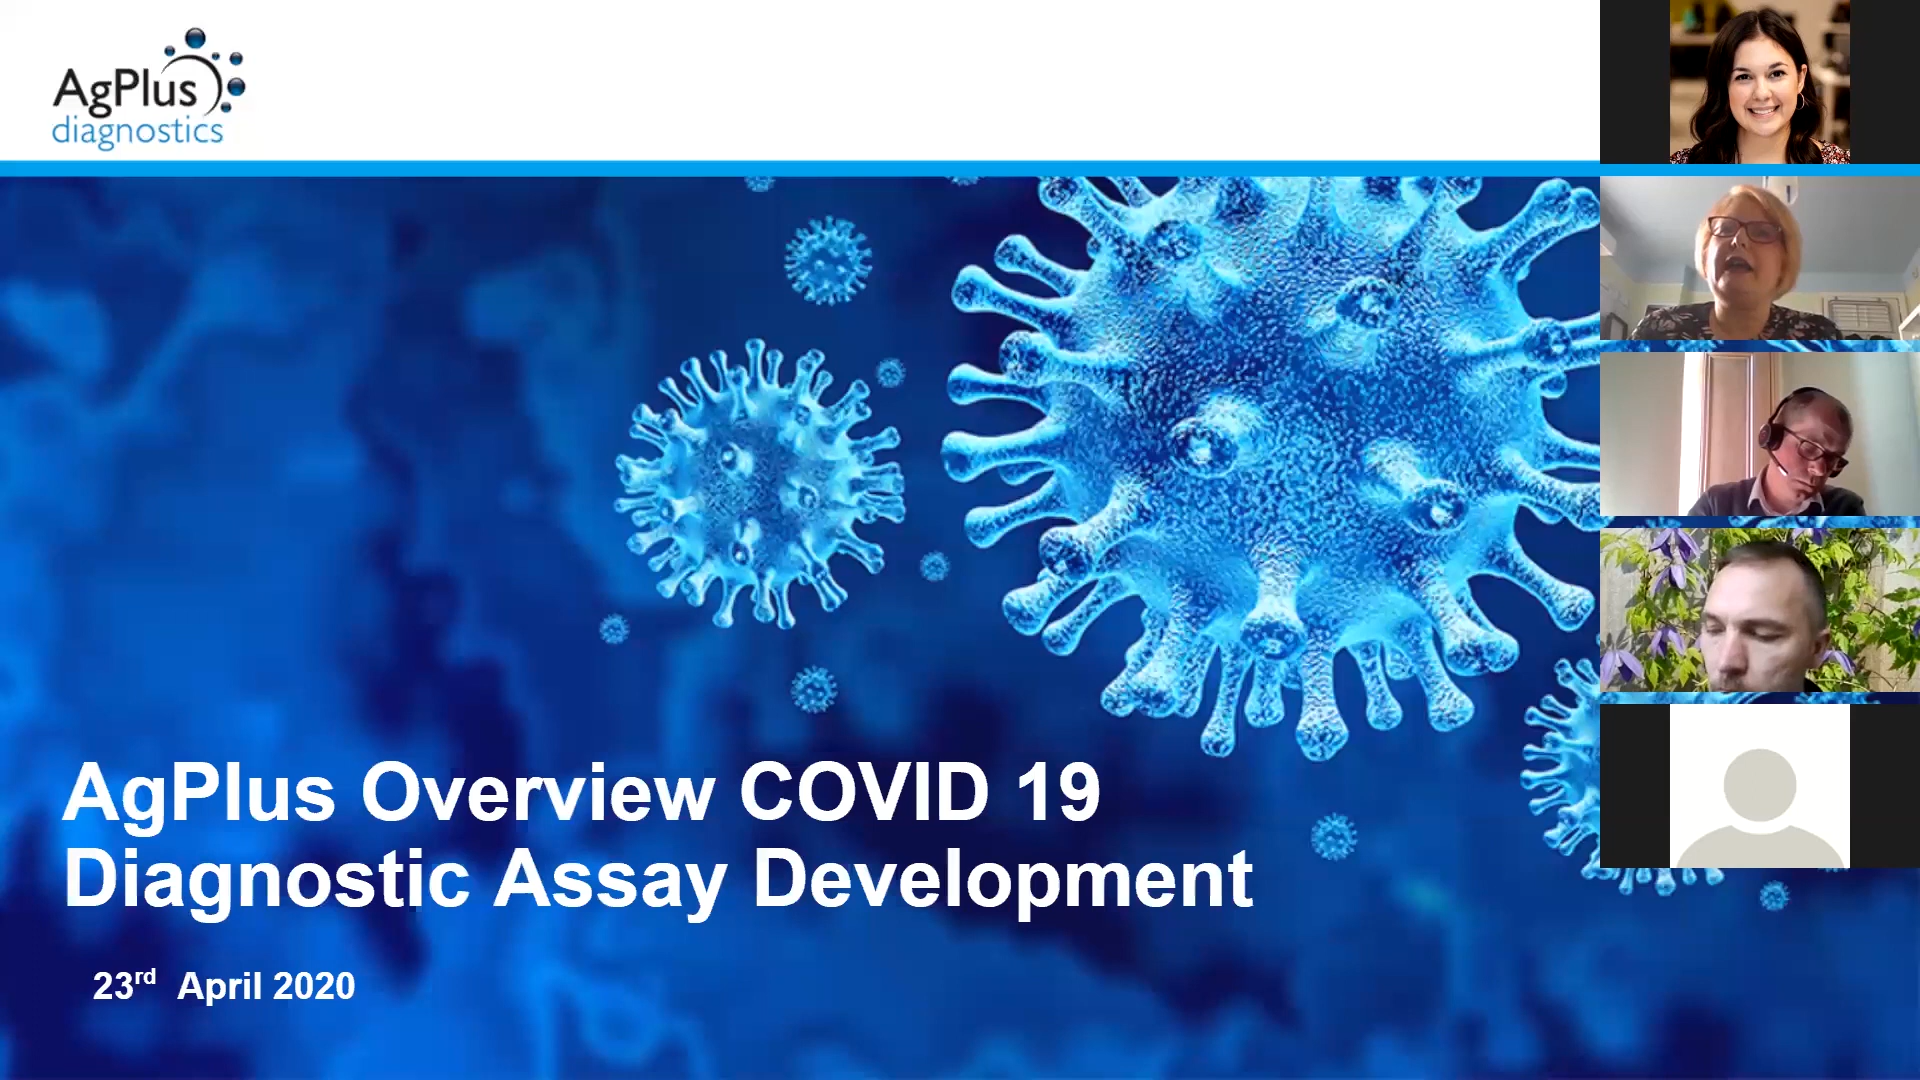 AgPlus
diagnostics
AgPlus Overview COVID 19
Diagnostic Assay Development
23rd April 2020